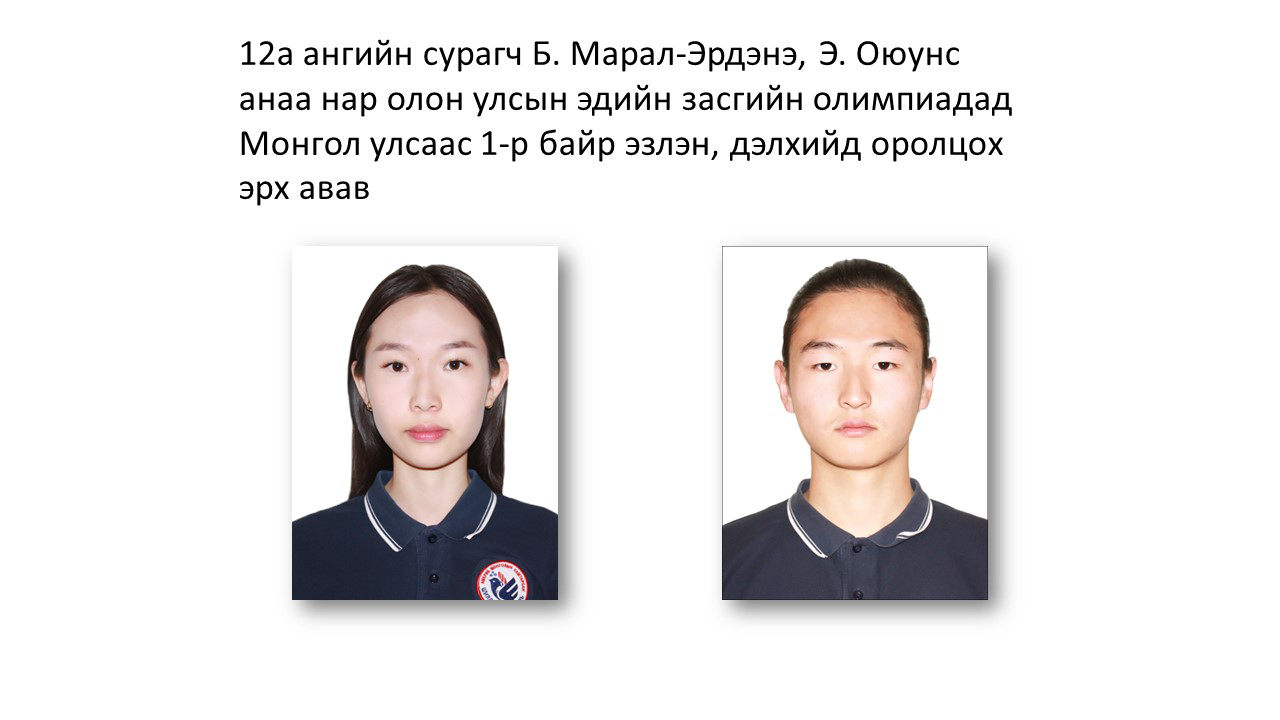 12а ангийн сурагч Б. Марал-Эрдэнэ, Э. Оюунс
анаа нар олон улсын эдийн засгийн олимпиадад
Монгол улсаас 1-р байр эзлэн, дэлхийд оролцох
эрх авав